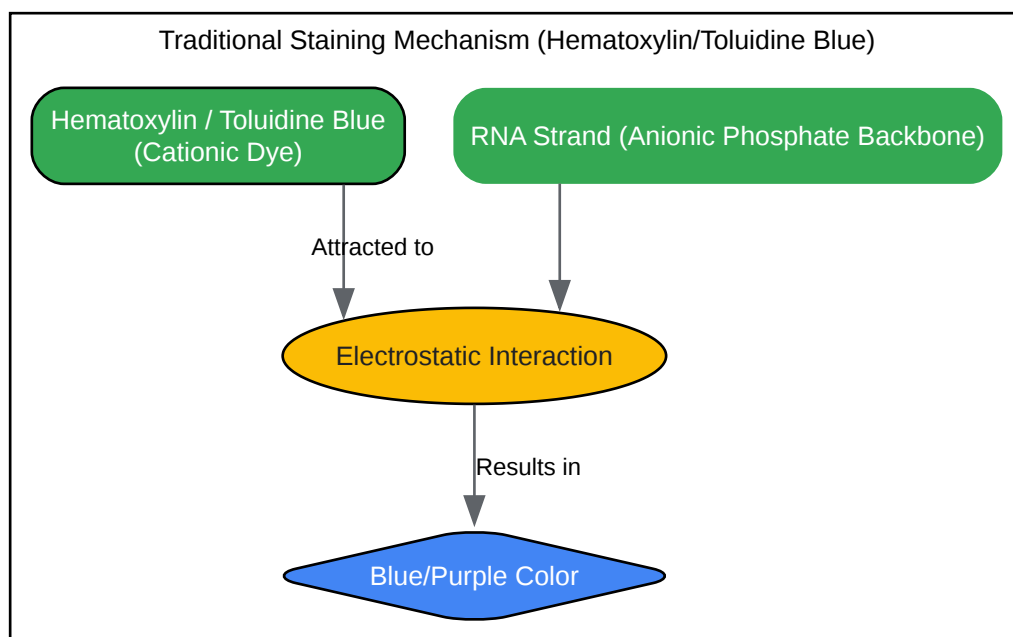 Traditional Staining Mechanism (Hematoxylin/Toluidine Blue)
Hematoxylin / Toluidine Blue
(Cationic Dye)
RNA Strand (Anionic Phosphate Backbone)
Attracted to
Electrostatic Interaction
Results in
Blue/Purple Color